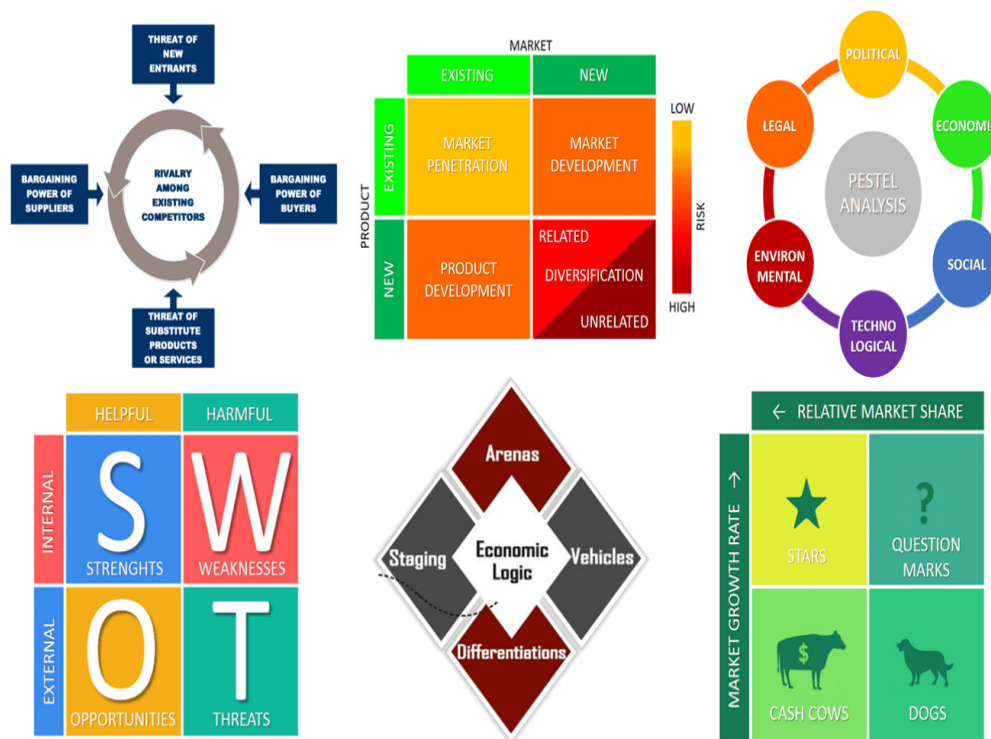 THREAT OF
NEW
ENTRANTS
BARGAINING
POWER OF
SUPPLIERS
RIVALRY
AMONG
EXISTING
COMPETITORS
BARGAINING
POWER OF
BUYERS
THREAT OF
SUBSTITUTE
PRODUCTS
OR SERVICES
MARKET
EXISTING
NEW
PRODUCT
EXISTING
NEW
MARKET
PENETRATION
MARKET
DEVELOPMENT
PRODUCT
DEVELOPMENT
RELATED
DIVERSIFICATION
UNRELATED
LOW
RISK
HIGH
POLITICAL
LEGAL
ECONOMIC
PESTEL
ANALYSIS
ENVIRON
MENTAL
SOCIAL
TECHNO
LOGICAL
HELPFUL
HARMFUL
INTERNAL
S
STRENGHTS
W
WEAKNESSES
EXTERNAL
O
OPPORTUNITIES
T
THREATS
Arenas
Staging
Economic
Logic
Vehicles
Differentiations
← RELATIVE MARKET SHARE
MARKET GROWTH RATE →
STARS
?
QUESTION
MARKS
$
CASH COWS
DOGS